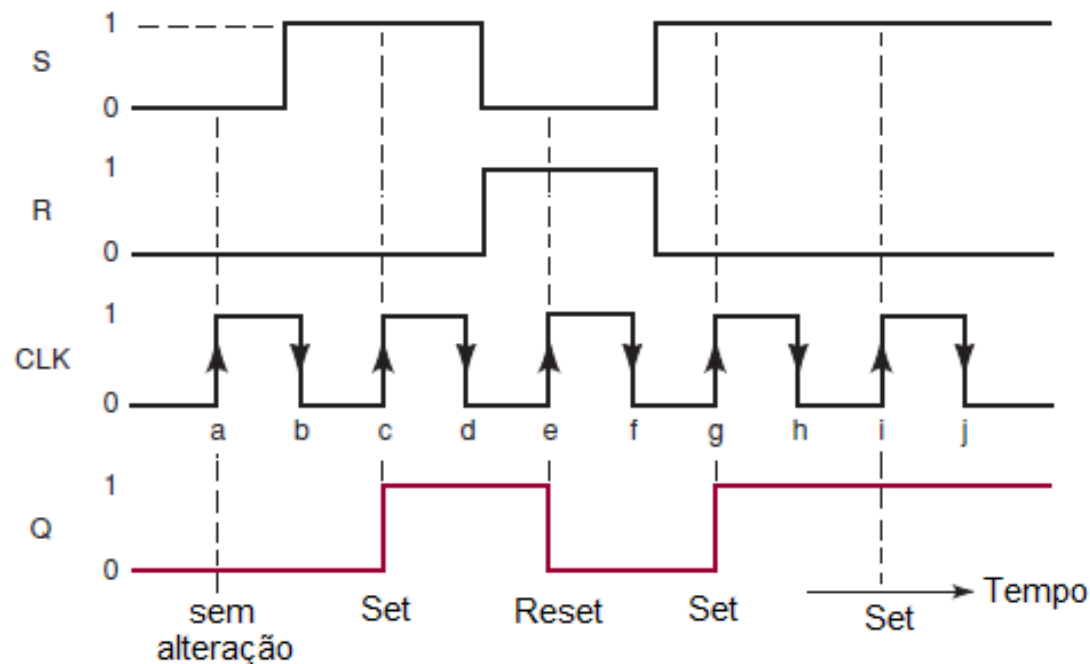 1
S
0
1
R
0
1
CLK
0
a b c d e f g h i j
1
Q
0
Tempo
sem alteração
Set
Reset
Set
Set